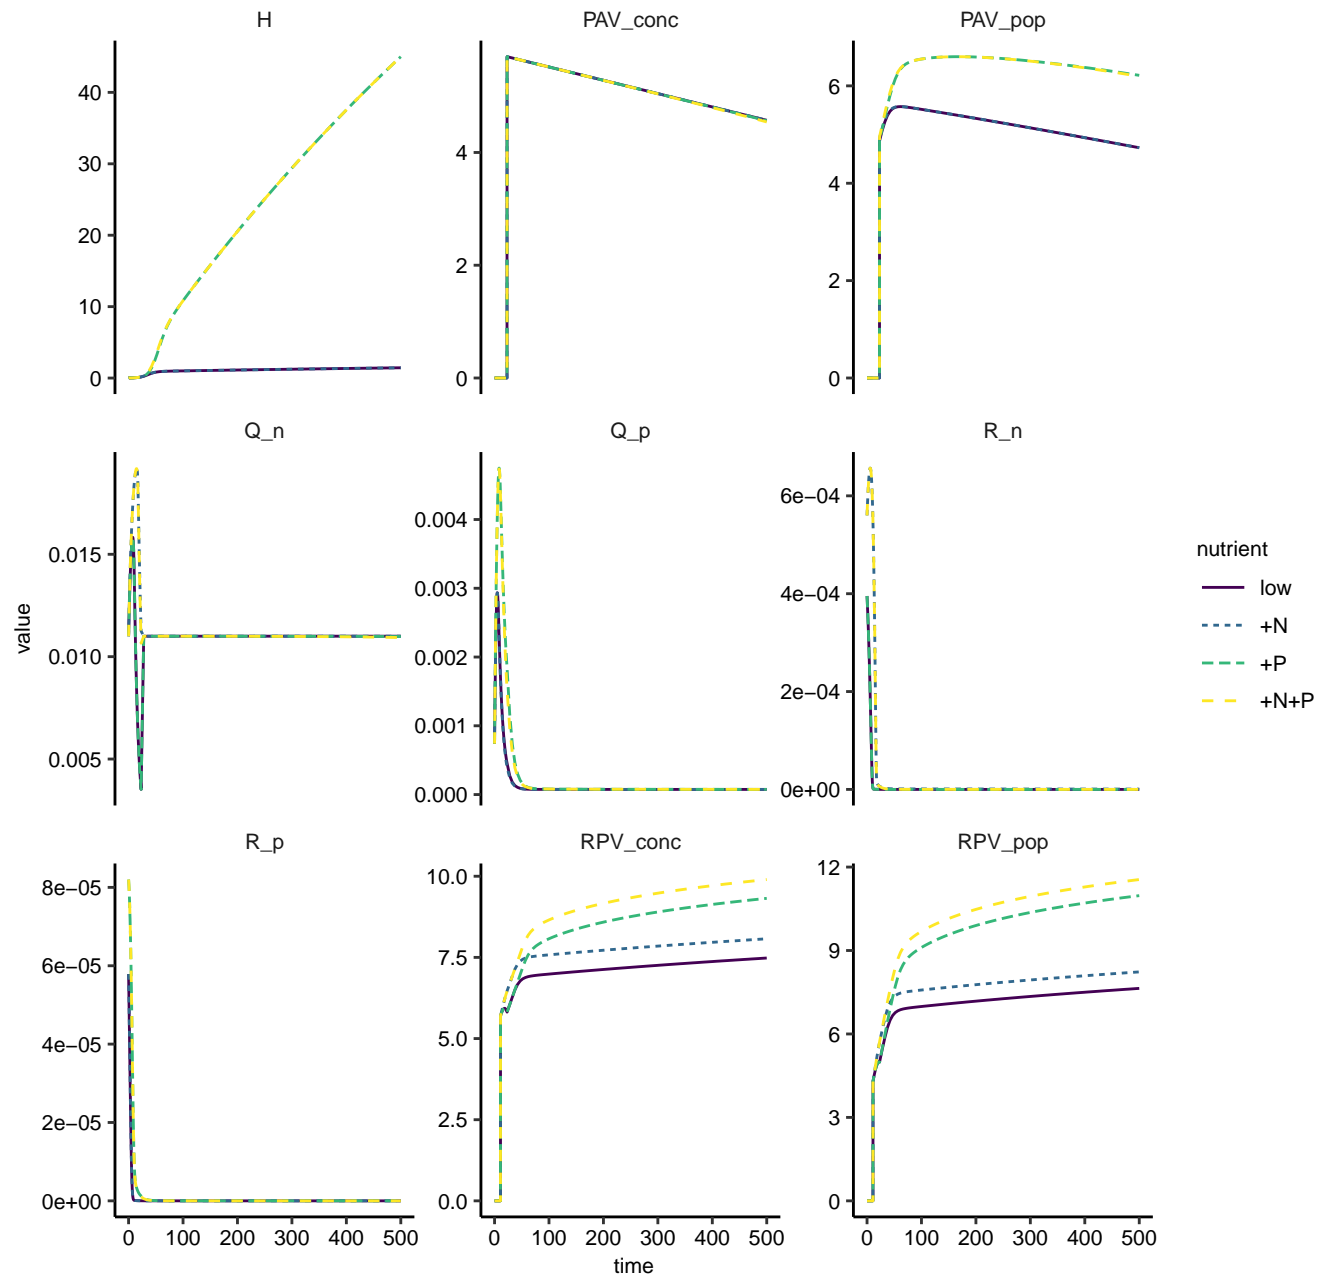 H
PAV_conc
PAV_pop
40
30
20
10
0
4
2
0
6
4
2
0
Q_n
Q_p
R_n
0.015
0.010
0.005
0.004
0.003
0.002
0.001
0.000
6e−04
4e−04
2e−04
0e+00
R_p
RPV_conc
RPV_pop
8e−05
6e−05
4e−05
2e−05
0e+00
10.0
7.5
5.0
2.5
0.0
12
9
6
3
0
0 100 200 300 400 500
0 100 200 300 400 500
0 100 200 300 400 500
time
value
nutrient
low
+N
+P
+N+P